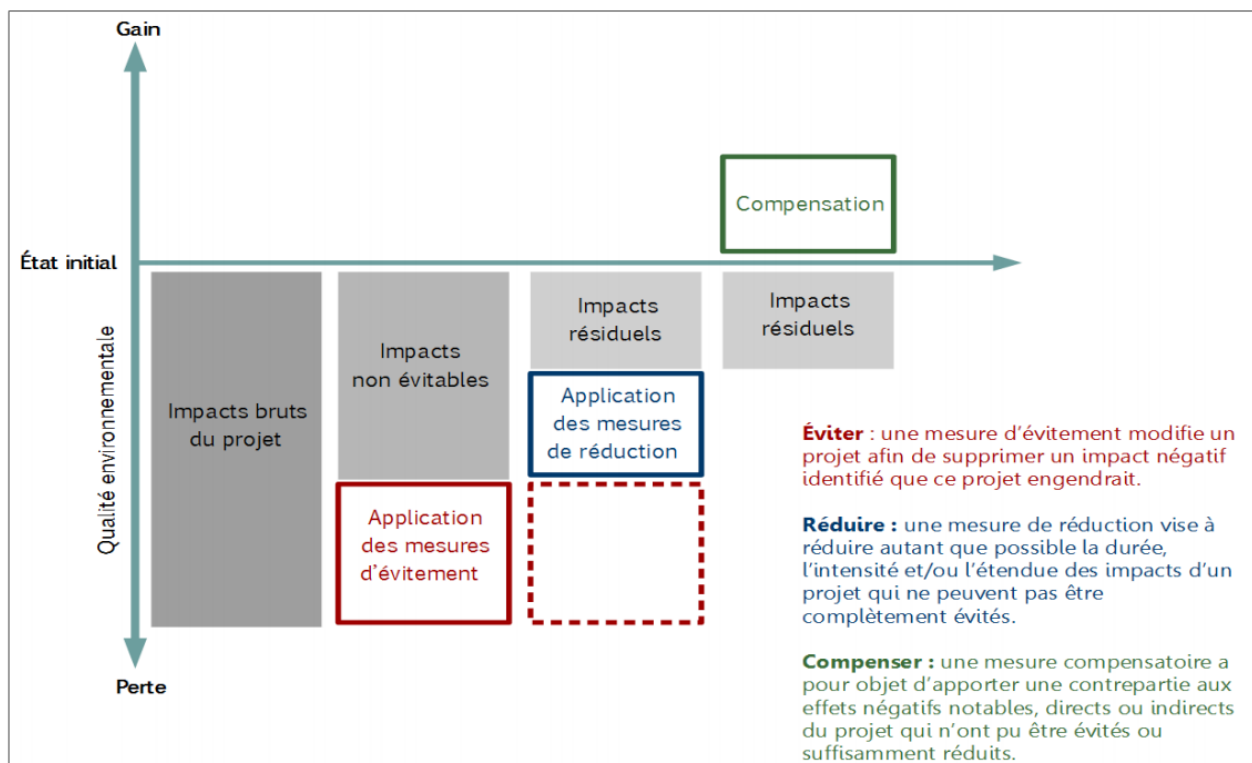 Gain
Compensation
État initial
Impacts
résiduels
Impacts
résiduels
Impacts
non évitables
Impacts bruts
du projet
Application
des mesures
de réduction
Application
des mesures
d'évitement
Qualité environnementale
Perte
Éviter : une mesure d'évitement modifie un
projet afin de supprimer un impact négatif
identifié que ce projet engendrait.
Réduire : une mesure de réduction vise à
réduire autant que possible la durée,
l'intensité et/ou l'étendue des impacts d'un
projet qui ne peuvent pas être
complètement évités.
Compenser : une mesure compensatoire a
pour objet d'apporter une contrepartie aux
effets négatifs notables, directs ou indirects
du projet qui n'ont pu être évités ou
suffisamment réduits.